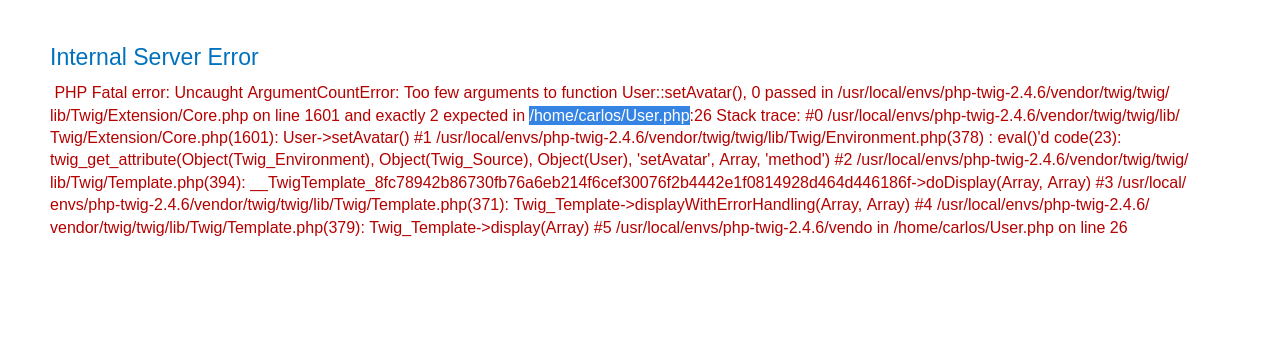 Internal Server Error
PHP Fatal error: Uncaught ArgumentCountError: Too few arguments to function User::setAvatar(), 0 passed in /usr/local/envs/php-twig-2.4.6/vendor/twig/twig/
lib/Twig/Extension/Core.php on line 1601 and exactly 2 expected in /home/carlos/User.php:26 Stack trace: #0 /usr/local/envs/php-twig-2.4.6/vendor/twig/twig/lib/
Twig/Extension/Core.php(1601): User->setAvatar() #1 /usr/local/envs/php-twig-2.4.6/vendor/twig/twig/lib/Twig/Environment.php(378) : eval()'d code(23):
twig_get_attribute(Object(Twig_Environment), Object(Twig_Source), Object(User), 'setAvatar', Array, 'method') #2 /usr/local/envs/php-twig-2.4.6/vendor/twig/twig/
lib/Twig/Template.php(394): __TwigTemplate_8fc78942b86730fb76a6eb214f6cef30076f2b4442e1f0814928d464d446186f->doDisplay(Array, Array) #3 /usr/local/
envs/php-twig-2.4.6/vendor/twig/twig/lib/Twig/Template.php(371): Twig_Template->displayWithErrorHandling(Array, Array) #4 /usr/local/envs/php-twig-2.4.6/
vendor/twig/twig/lib/Twig/Template.php(379): Twig_Template->display(Array) #5 /usr/local/envs/php-twig-2.4.6/vendo in /home/carlos/User.php on line 26